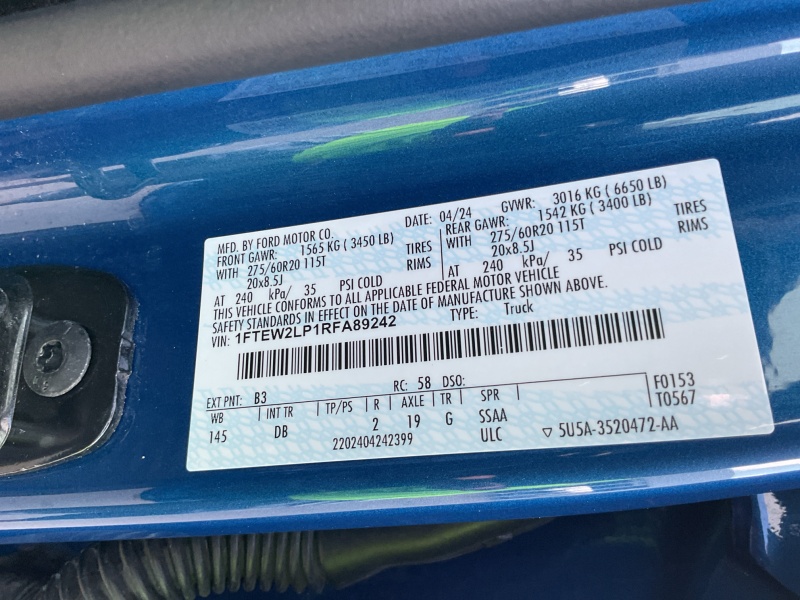 MFD. BY FORD MOTOR CO.
DATE: 04/24 GVWR: 3016 KG ( 6650 LB)
FRONT GAWR: 1565 KG ( 3450 LB) REAR GAWR: 1542 KG ( 3400 LB)
WITH 275/60R20 115T TIRES WITH 275/60R20 115T TIRES
20x8.5J RIMS 20x8.5J RIMS
AT 240 kPa/ 35 PSI COLD AT 240 kPa/ 35 PSI COLD
THIS VEHICLE CONFORMS TO ALL APPLICABLE FEDERAL MOTOR VEHICLE
SAFETY STANDARDS IN EFFECT ON THE DATE OF MANUFACTURE SHOWN ABOVE.
VIN: 1FTEW2LP1RFA89242 TYPE: Truck
EXT PNT: B3 RC: 58 DSO: F0153
WB INT TR TP/PS R AXLE TR SPR T0567
145 DB 2 19 G SSAA
2202404242399 ULC ▽ 5U5A-3520472-AA